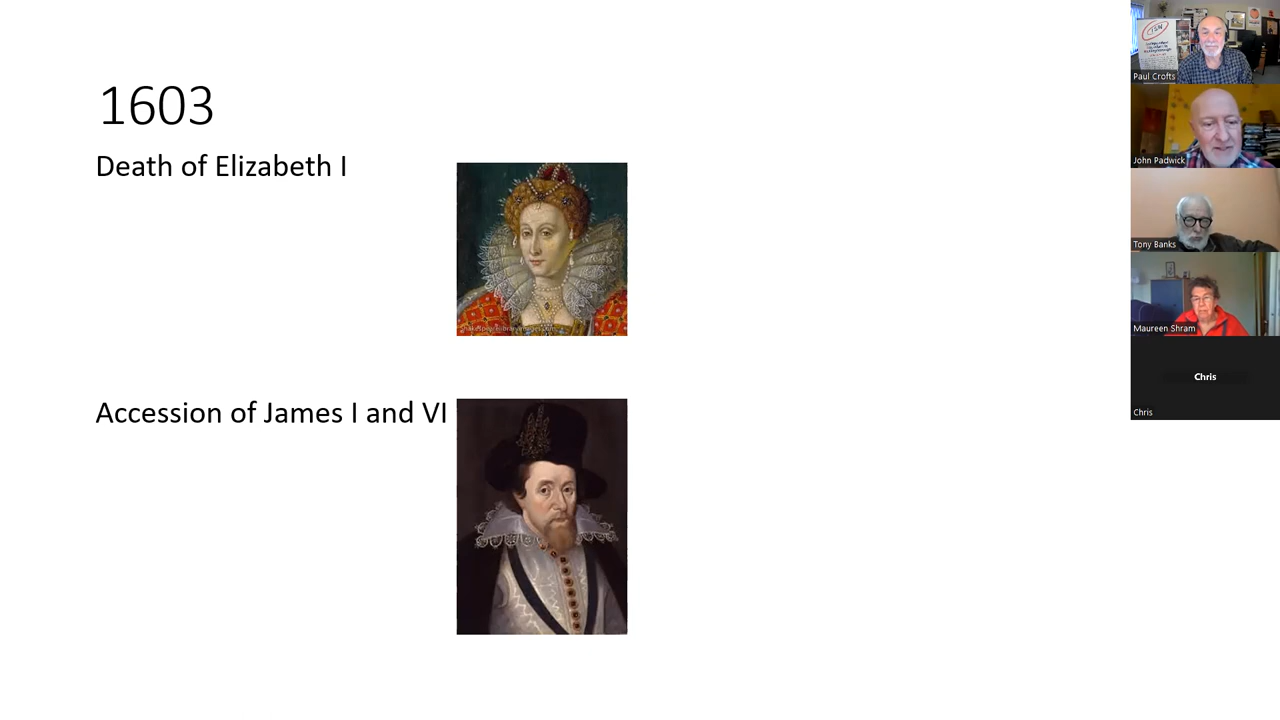 1603
Death of Elizabeth I
Accession of James I and VI
Paul Crofts
John Padwick
Tony Banks
Maureen Shram
Chris
Chris